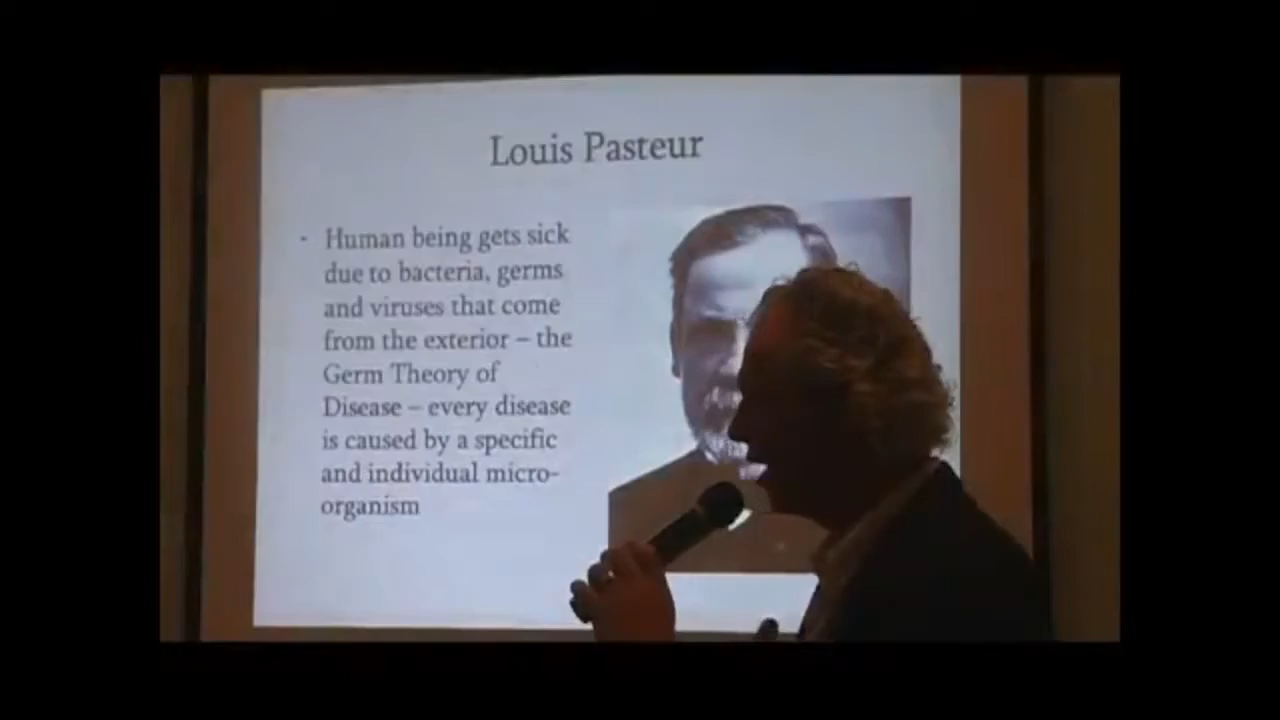 Louis Pasteur
- Human being gets sick
due to bacteria, germs
and viruses that come
from the exterior – the
Germ Theory of
Disease – every disease
is caused by a specific
and individual micro-
organism